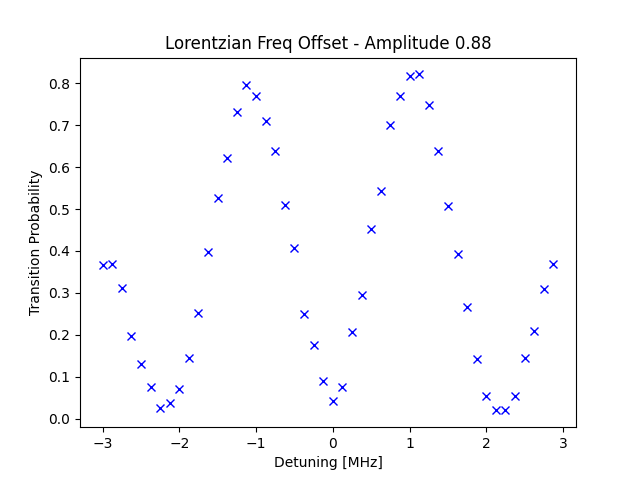 Lorentzian Freq Offset - Amplitude 0.88
0.8
0.7
0.6
0.5
0.4
0.3
0.2
0.1
0.0
Transition Probability
−3 −2 −1 0 1 2 3
Detuning [MHz]